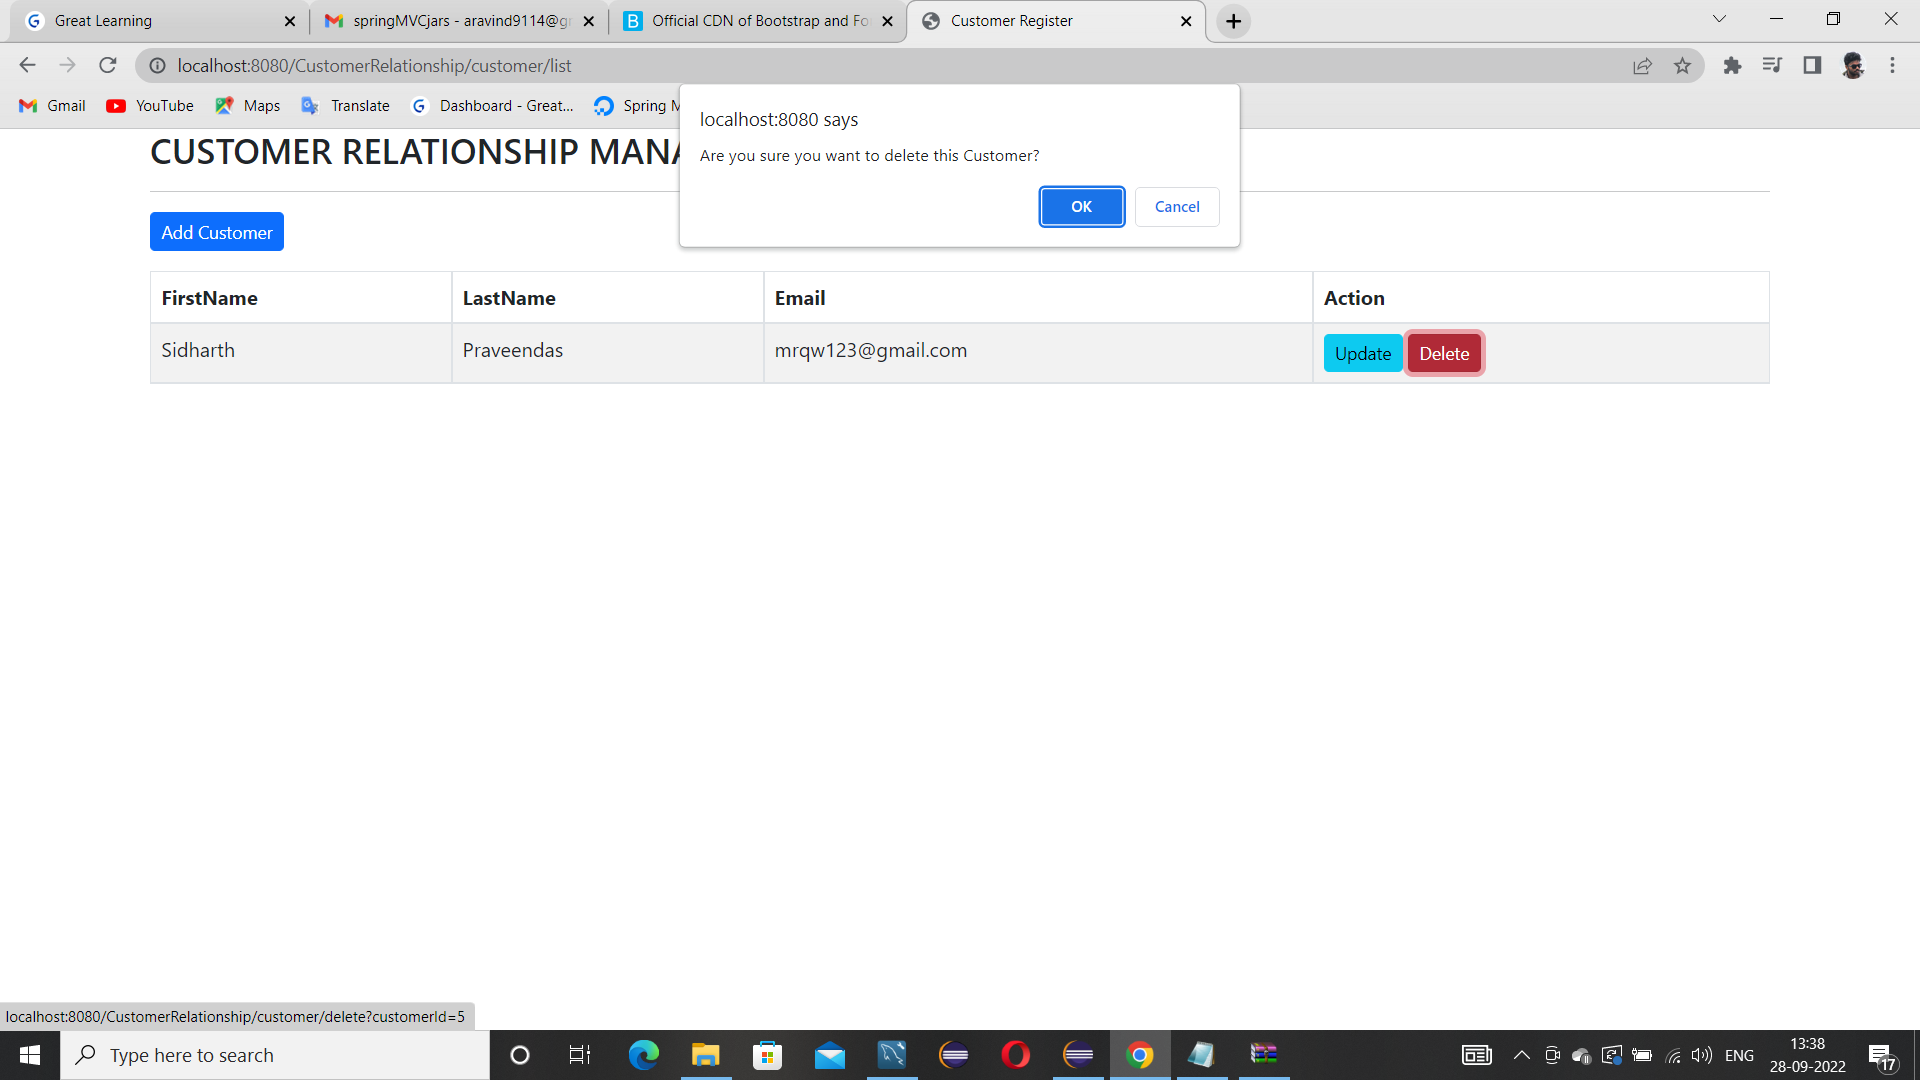 Great Learning
springMVCjars - aravind9114@g
Official CDN of Bootstrap and Fo
Customer Register
localhost:8080/CustomerRelationship/customer/list
Gmail
YouTube
Maps
Translate
Dashboard - Great...
Spring M
localhost:8080 says
Are you sure you want to delete this Customer?
OK
Cancel
CUSTOMER RELATIONSHIP MANA
Add Customer
FirstName LastName Email Action
Sidharth Praveendas mrqw123@gmail.com Update Delete
localhost:8080/CustomerRelationship/customer/delete?customerId=5
Type here to search
ENG
13:38
28-09-2022
17